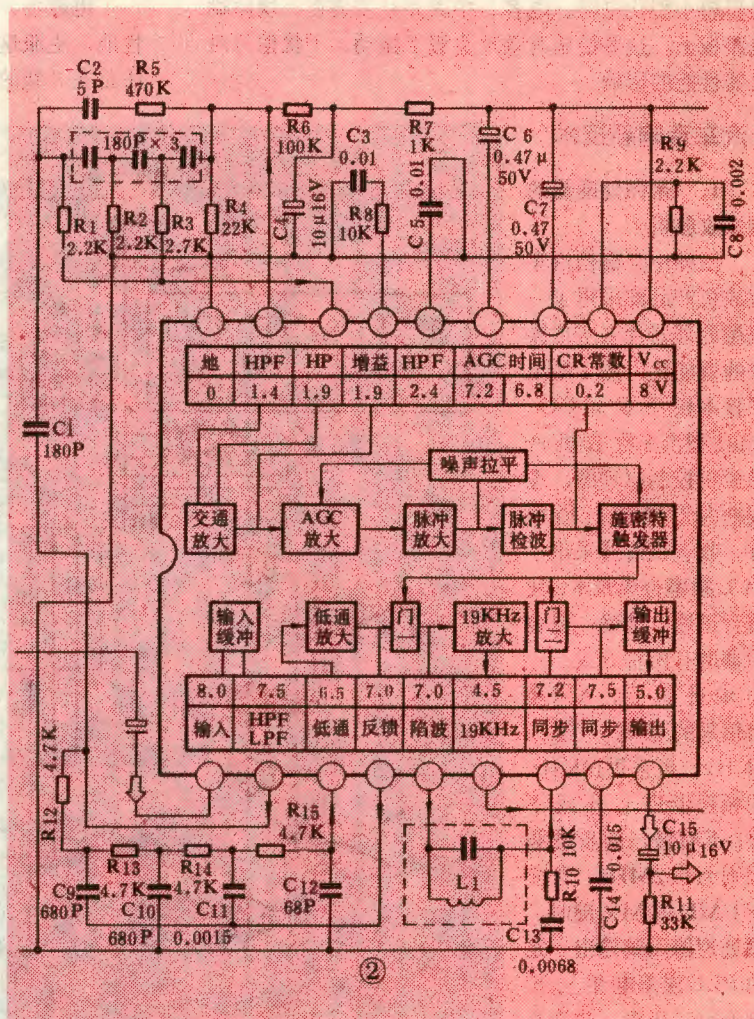 C2
5P
R5
470K
180P × 3
R1
2.2K
R2
2.2K
R3
2.7K
R4
22K
R6
100K
C4
10μ16V
C3
0.01
R8
10K
R7
1K
C5
0.01
C6
0.47μ
50V
C7
0.47
50V
R9
2.2K
C8
0.002
C1
180P
地 HPF HP 增益 HPF AGC时间 CR常数 Vcc
0 1.4 1.9 1.9 2.4 7.2 6.8 0.2 8V
噪声拉平
交通放大
AGC放大
脉冲放大
脉冲检波
施密特触发器
输入缓冲
低通放大
门一
19KHz放大
门二
输出缓冲
8.0 7.5 6.5 7.0 7.0 4.5 7.2 7.5 5.0
输入 HPF LPF 低通 反馈 陷波 19KHz 同步 同步 输出
R12
4.7K
R13
4.7K
R14
4.7K
R15
4.7K
C9
680P
C10
680P
C11
0.0015
C12
68P
L1
R10
10K
C13
0.0068
C14
0.015
C15
10μ16V
R11
33K
②